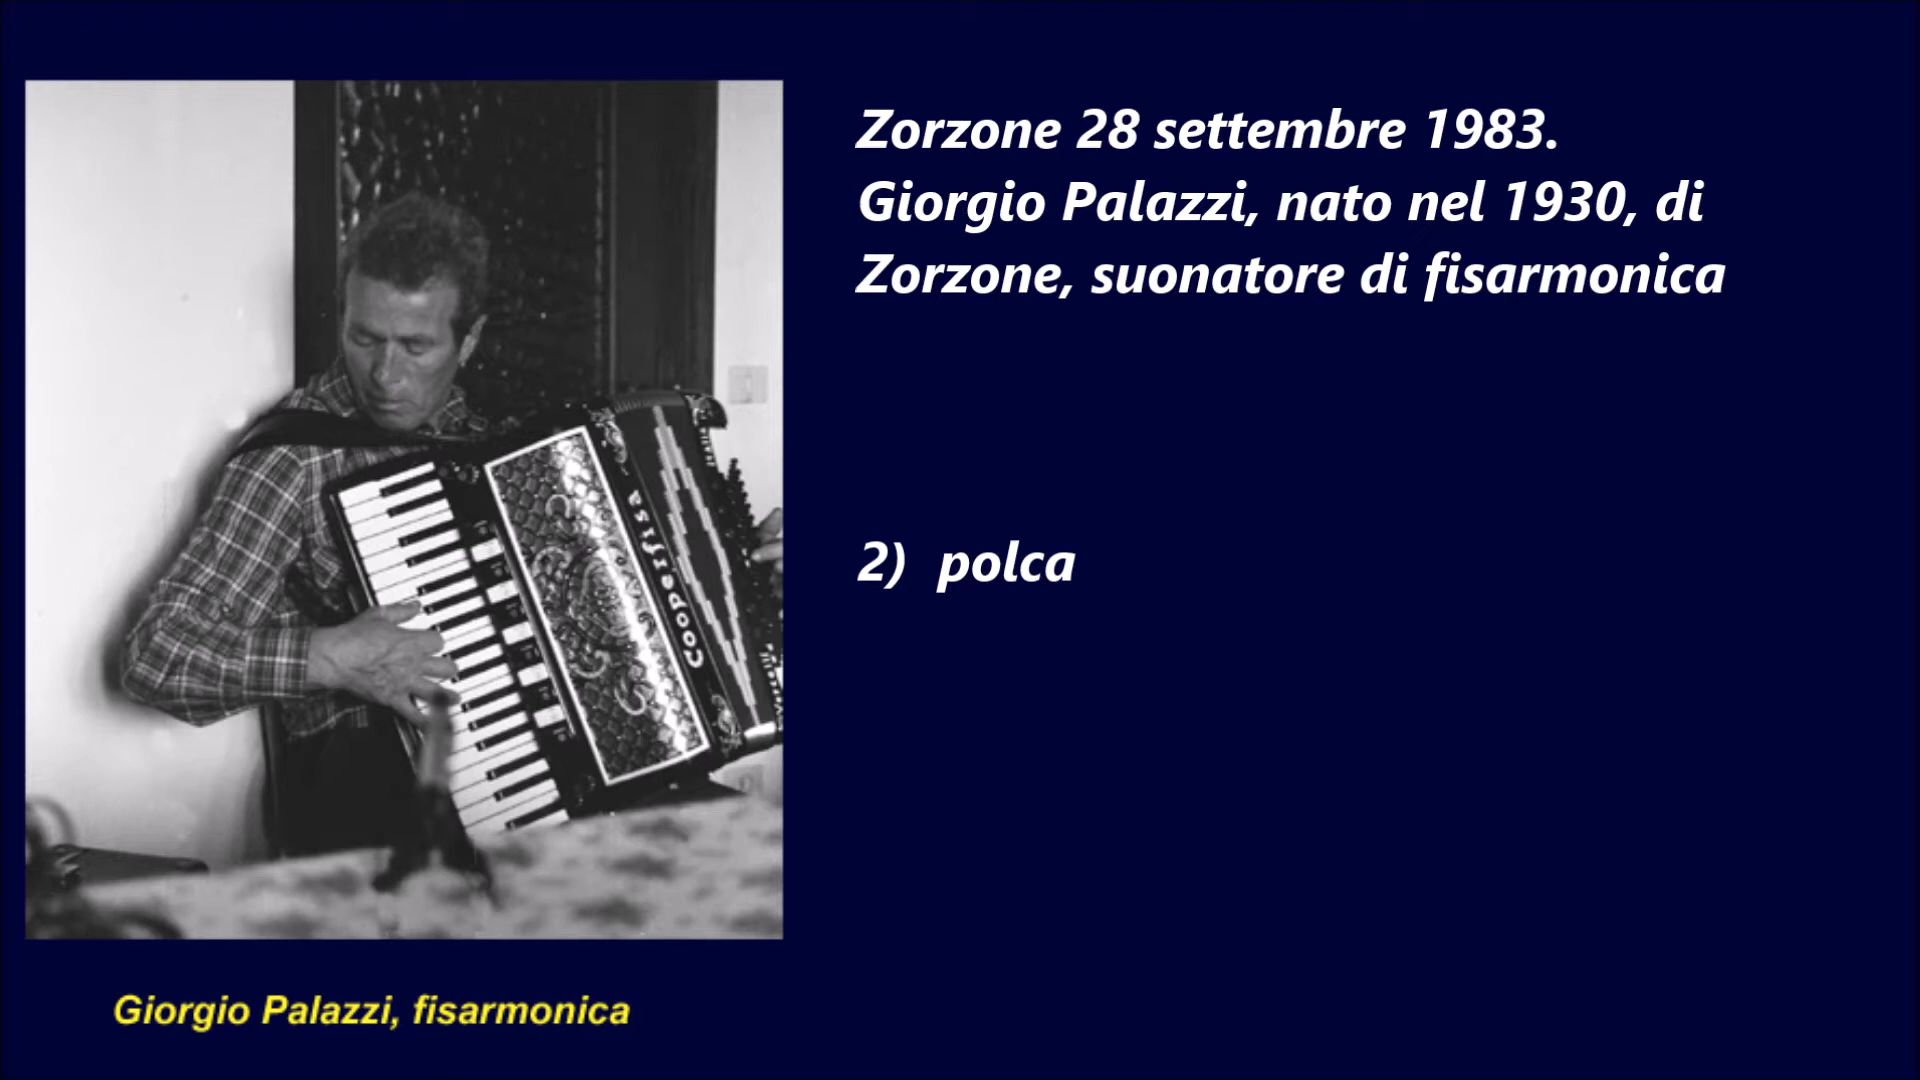 Zorzone 28 settembre 1983.
Giorgio Palazzi, nato nel 1930, di
Zorzone, suonatore di fisarmonica
2) polca
Cooperfisa
Giorgio Palazzi, fisarmonica